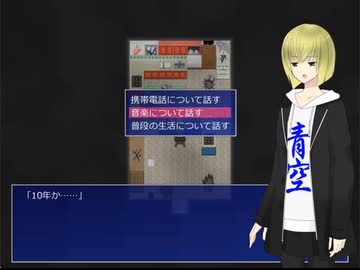 携帯電話について話す
音楽について話す
普段の生活について話す
青空
「10年か……」